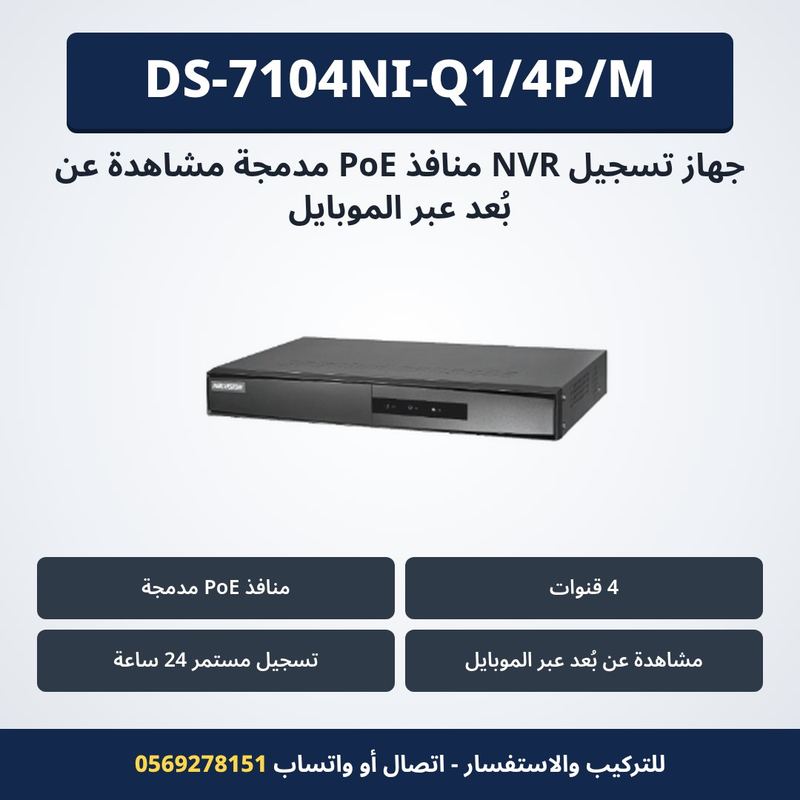 DS-7104NI-Q1/4P/M
جهاز تسجيل NVR منافذ PoE مدمجة مشاهدة عن
بُعد عبر الموبايل
HIKVISION
4 قنوات
منافذ PoE مدمجة
مشاهدة عن بُعد عبر الموبايل
تسجيل مستمر 24 ساعة
للتركيب والاستفسار - اتصال أو واتساب 0569278151